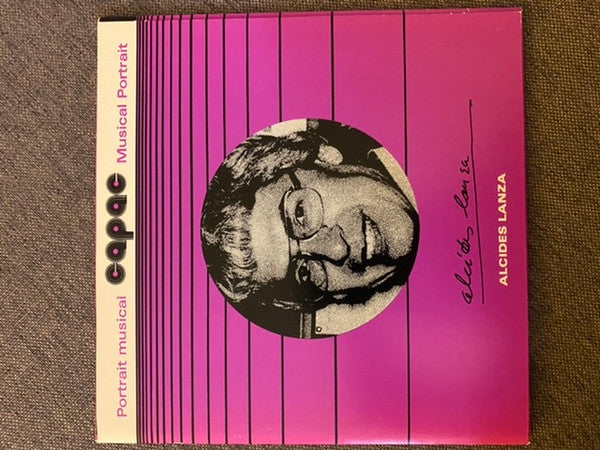 Portrait musical capac Musical Portrait
alcides lanza
ALCIDES LANZA